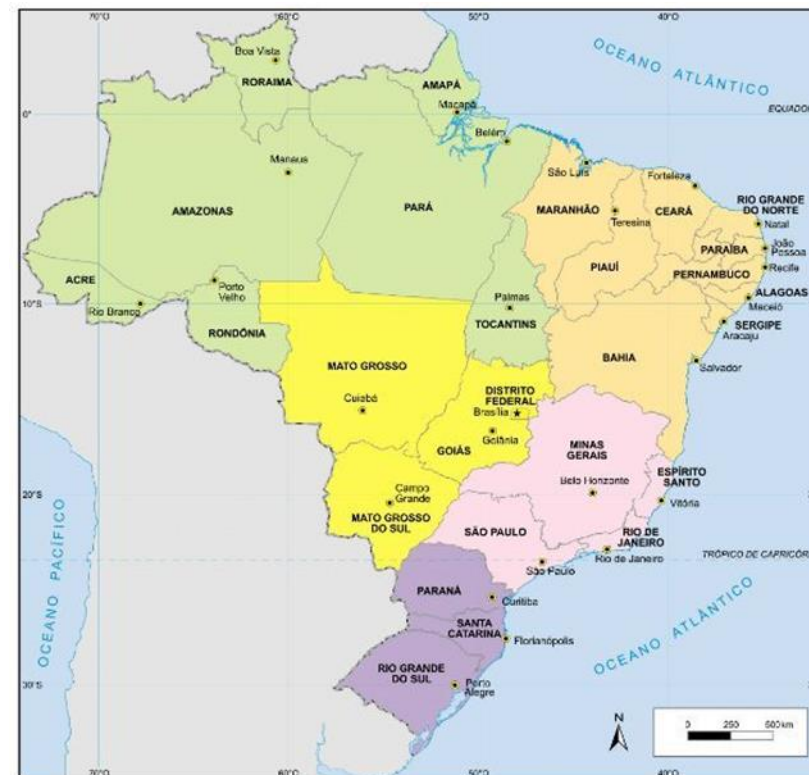 70°O 60°O 50°O 40°O
OCEANO ATLÂNTICO
Boa Vista
RORAIMA
AMAPÁ
Macapá
EQUADOR
0°
Belém
Manaus
São Luís
Fortaleza
AMAZONAS
PARÁ
MARANHÃO
CEARÁ
RIO GRANDE
DO NORTE
Teresina
Natal
PARAÍBA
João
Pessoa
PIAUÍ
PERNAMBUCO
Recife
ACRE
Porto
Velho
ALAGOAS
Maceió
10°S
Rio Branco
Palmas
TOCANTINS
SERGIPE
Aracaju
RONDÔNIA
BAHIA
MATO GROSSO
Salvador
DISTRITO
FEDERAL
Brasília
Cuiabá
GOIÁS
Goiânia
MINAS
GERAIS
Belo Horizonte
ESPÍRITO
SANTO
Vitória
20°S
Campo
Grande
MATO GROSSO
DO SUL
SÃO PAULO
RIO DE
JANEIRO
Rio de Janeiro
São Paulo
TRÓPICO DE CAPRICÓR
OCEANO PACÍFICO
PARANÁ
Curitiba
SANTA
CATARINA
Florianópolis
OCEANO ATLÂNTICO
RIO GRANDE
DO SUL
Porto
Alegre
30°S
N
0 250 500km
70°O 60°O 50°O 40°O